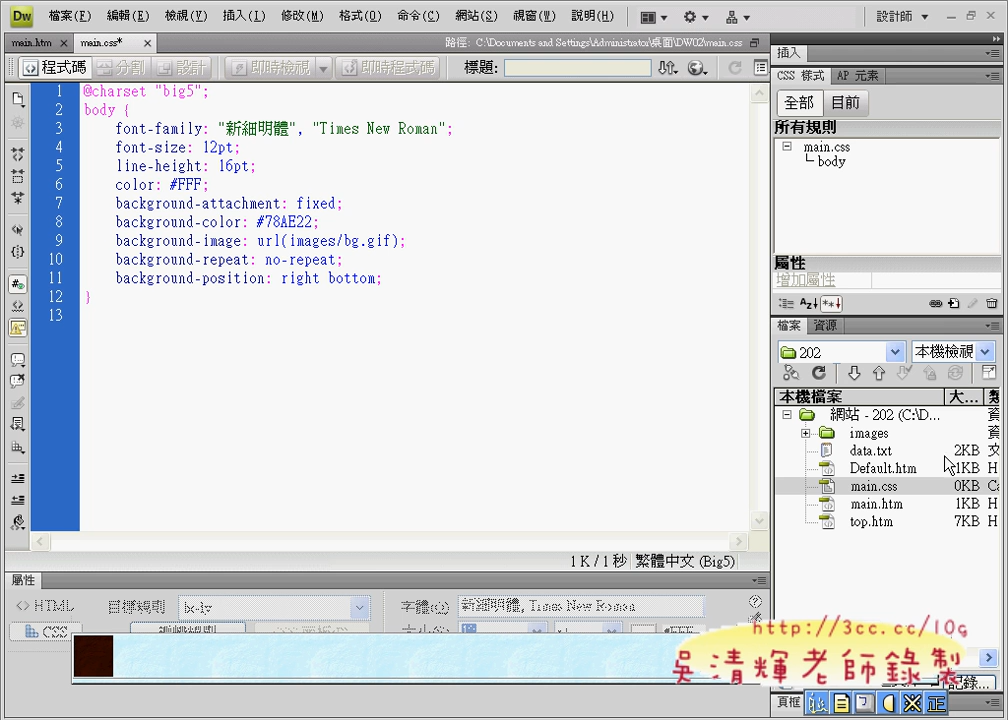 Dw 檔案(F) 編輯(E) 檢視(V) 插入(I) 修改(M) 格式(O) 命令(C) 網站(S) 視窗(W) 說明(H) 設計師
main.htm main.css* 路徑: C:\Documents and Settings\Administrator\桌面\DW02\main.css
程式碼 分割 設計 即時檢視 即時程式碼 標題:
1 @charset "big5";
2 body {
3 font-family: "新細明體", "Times New Roman";
4 font-size: 12pt;
5 line-height: 16pt;
6 color: #FFF;
7 background-attachment: fixed;
8 background-color: #78AE22;
9 background-image: url(images/bg.gif);
10 background-repeat: no-repeat;
11 background-position: right bottom;
12 }
13
1 K / 1 秒 繁體中文 (Big5)
屬性
<> HTML 目標規則 body 字體(O) 新細明體, Times New Roman
CSS
插入
CSS 樣式 AP 元素
全部 目前
所有規則
main.css
body
屬性
增加屬性
檔案 資源
202 本機檢視
本機檔案 大...
網站 - 202 (C:\D...
images
data.txt 2KB
Default.htm 1KB H
main.css 0KB
main.htm 1KB H
top.htm 7KB H
http://3cc.cc/10g
吳清輝老師錄製
記錄...
頁框